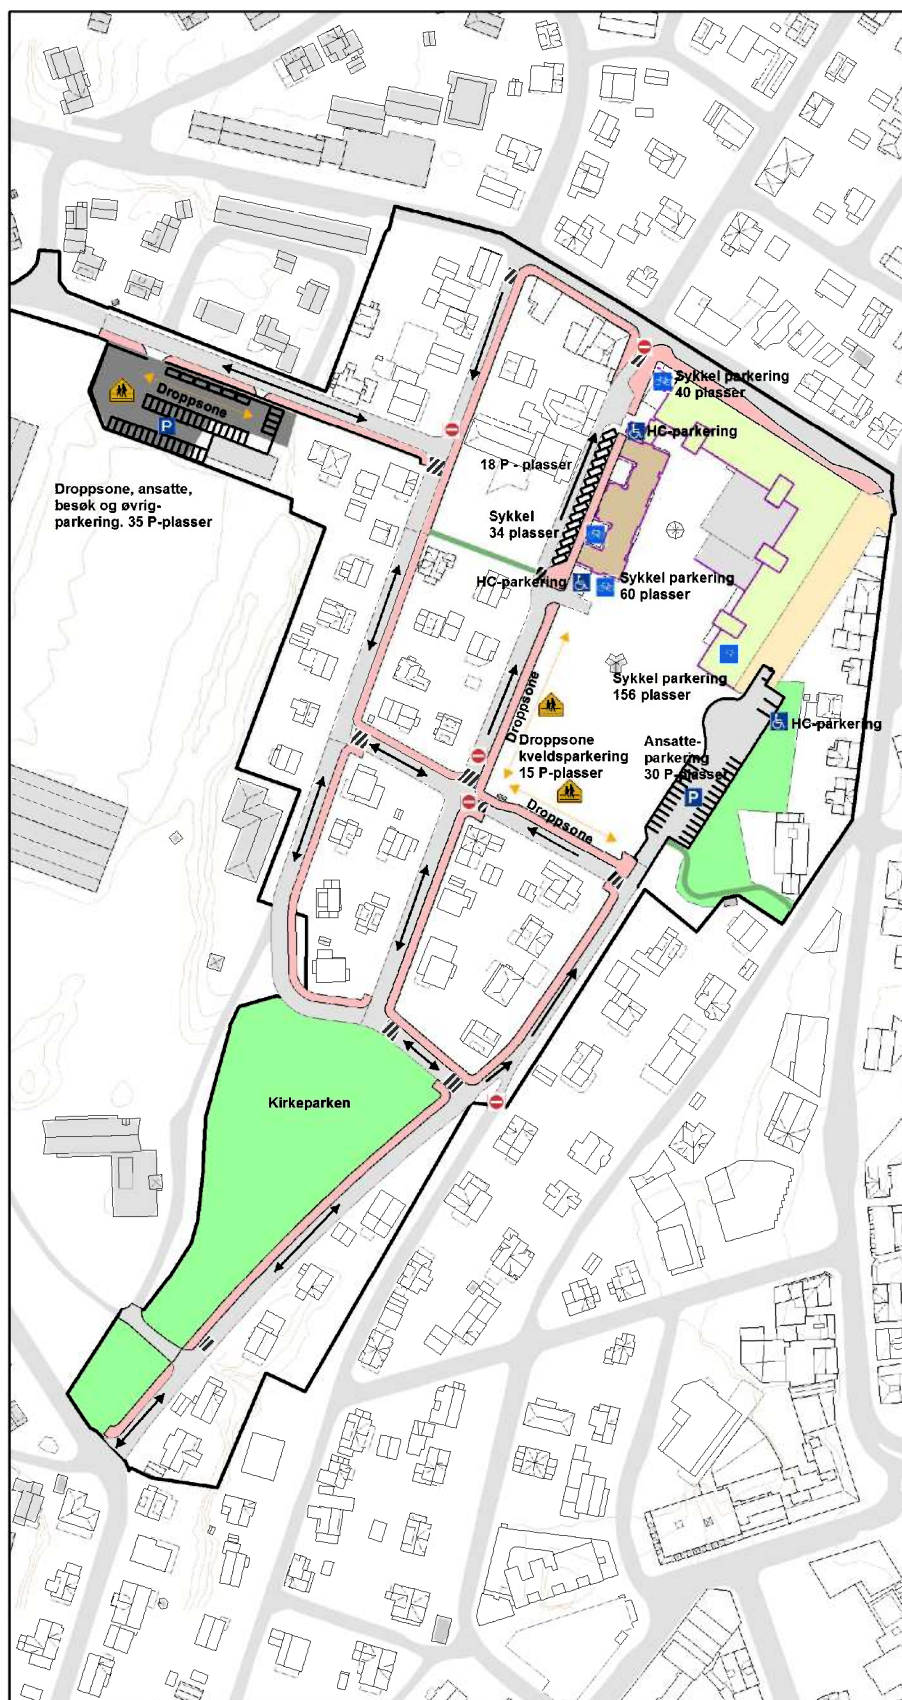 Sykkel parkering
40 plasser
HC-parkering
Droppsone
P
18 P - plasser
Droppsone, ansatte,
besøk og øvrig-
parkering. 35 P-plasser
Sykkel
34 plasser
HC-parkering
Sykkel parkering
60 plasser
Droppsone
Sykkel parkering
156 plasser
HC-parkering
Droppsone
kveldsparkering
15 P-plasser
Ansatte-
parkering
30 P-plasser
P
Droppsone
Kirkeparken